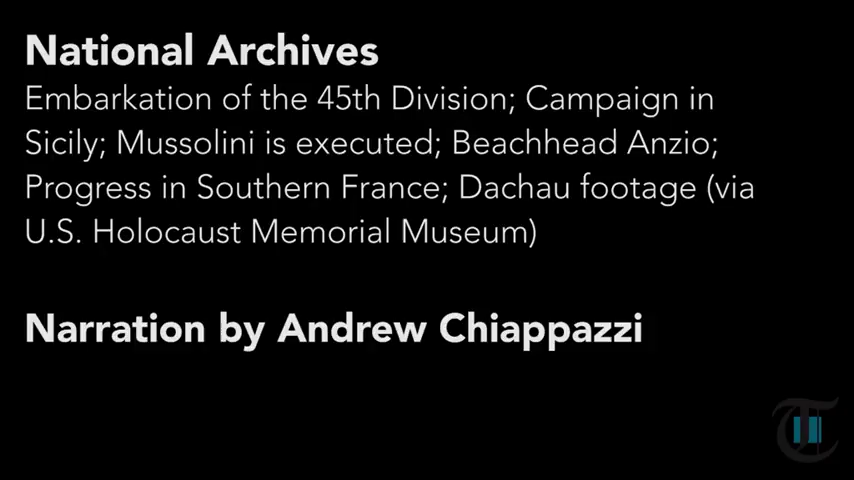 National Archives
Embarkation of the 45th Division; Campaign in
Sicily; Mussolini is executed; Beachhead Anzio;
Progress in Southern France; Dachau footage (via
U.S. Holocaust Memorial Museum)
Narration by Andrew Chiappazzi